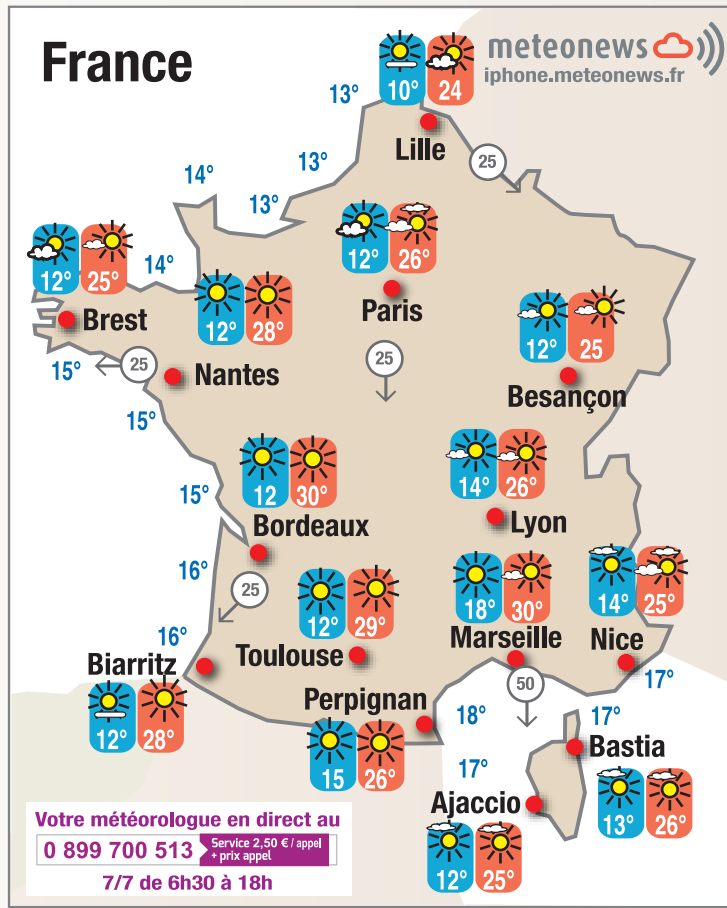 France
meteonews
iphone.meteonews.fr
10° 24
Lille
13°
13°
13°
14°
14°
25
12° 25°
Brest
12° 26°
Paris
12° 28°
Nantes
15°
25
15°
25
12° 25
Besançon
15°
12 30°
Bordeaux
14° 26°
Lyon
16°
25
16°
12° 29°
Toulouse
18° 30°
Marseille
14° 25°
Nice
17°
50
Biarritz
12° 28°
Perpignan
15 26°
18°
17°
17°
Bastia
13° 26°
Ajaccio
12° 25°
Votre météorologue en direct au
0 899 700 513 Service 2,50 € / appel
+ prix appel
7/7 de 6h30 à 18h